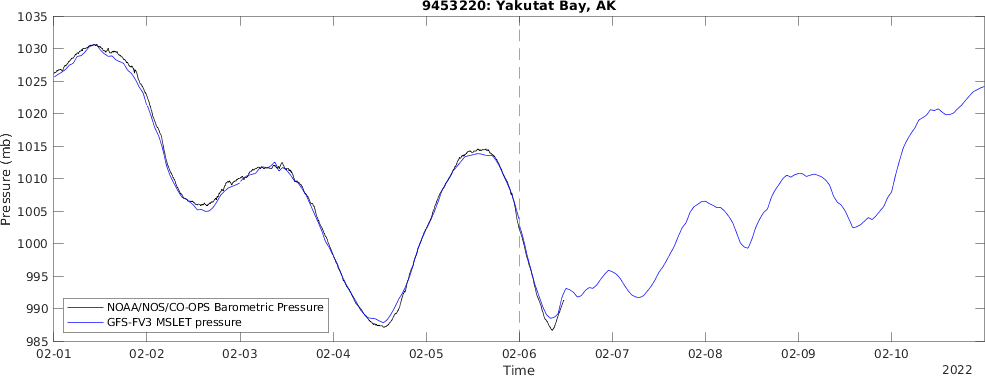 9453220: Yakutat Bay, AK
Pressure (mb)
1035
1030
1025
1020
1015
1010
1005
1000
995
990
985
NOAA/NOS/CO-OPS Barometric Pressure
GFS-FV3 MSLET pressure
02-01 02-02 02-03 02-04 02-05 02-06 02-07 02-08 02-09 02-10
Time
2022